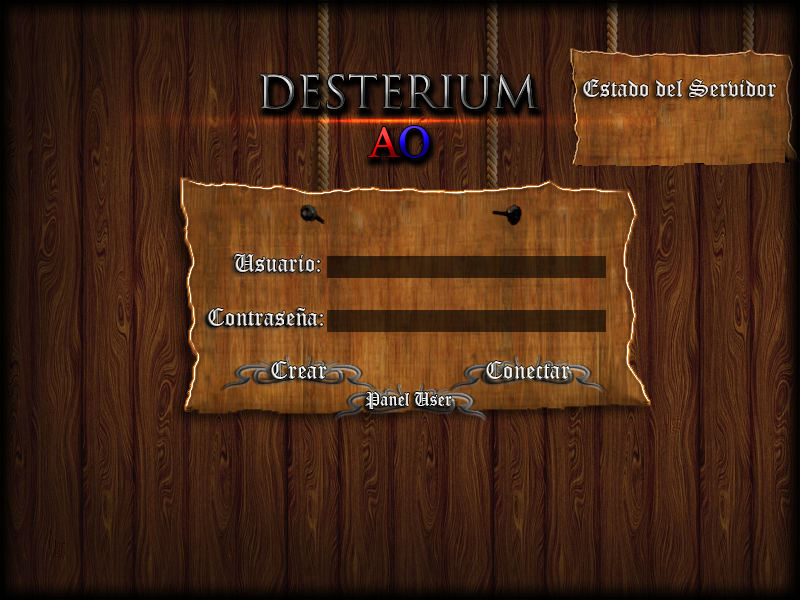 DESTERIUM
AO
Estado del Servidor
Usuario:
Contraseña:
Crear
Conectar
Panel User